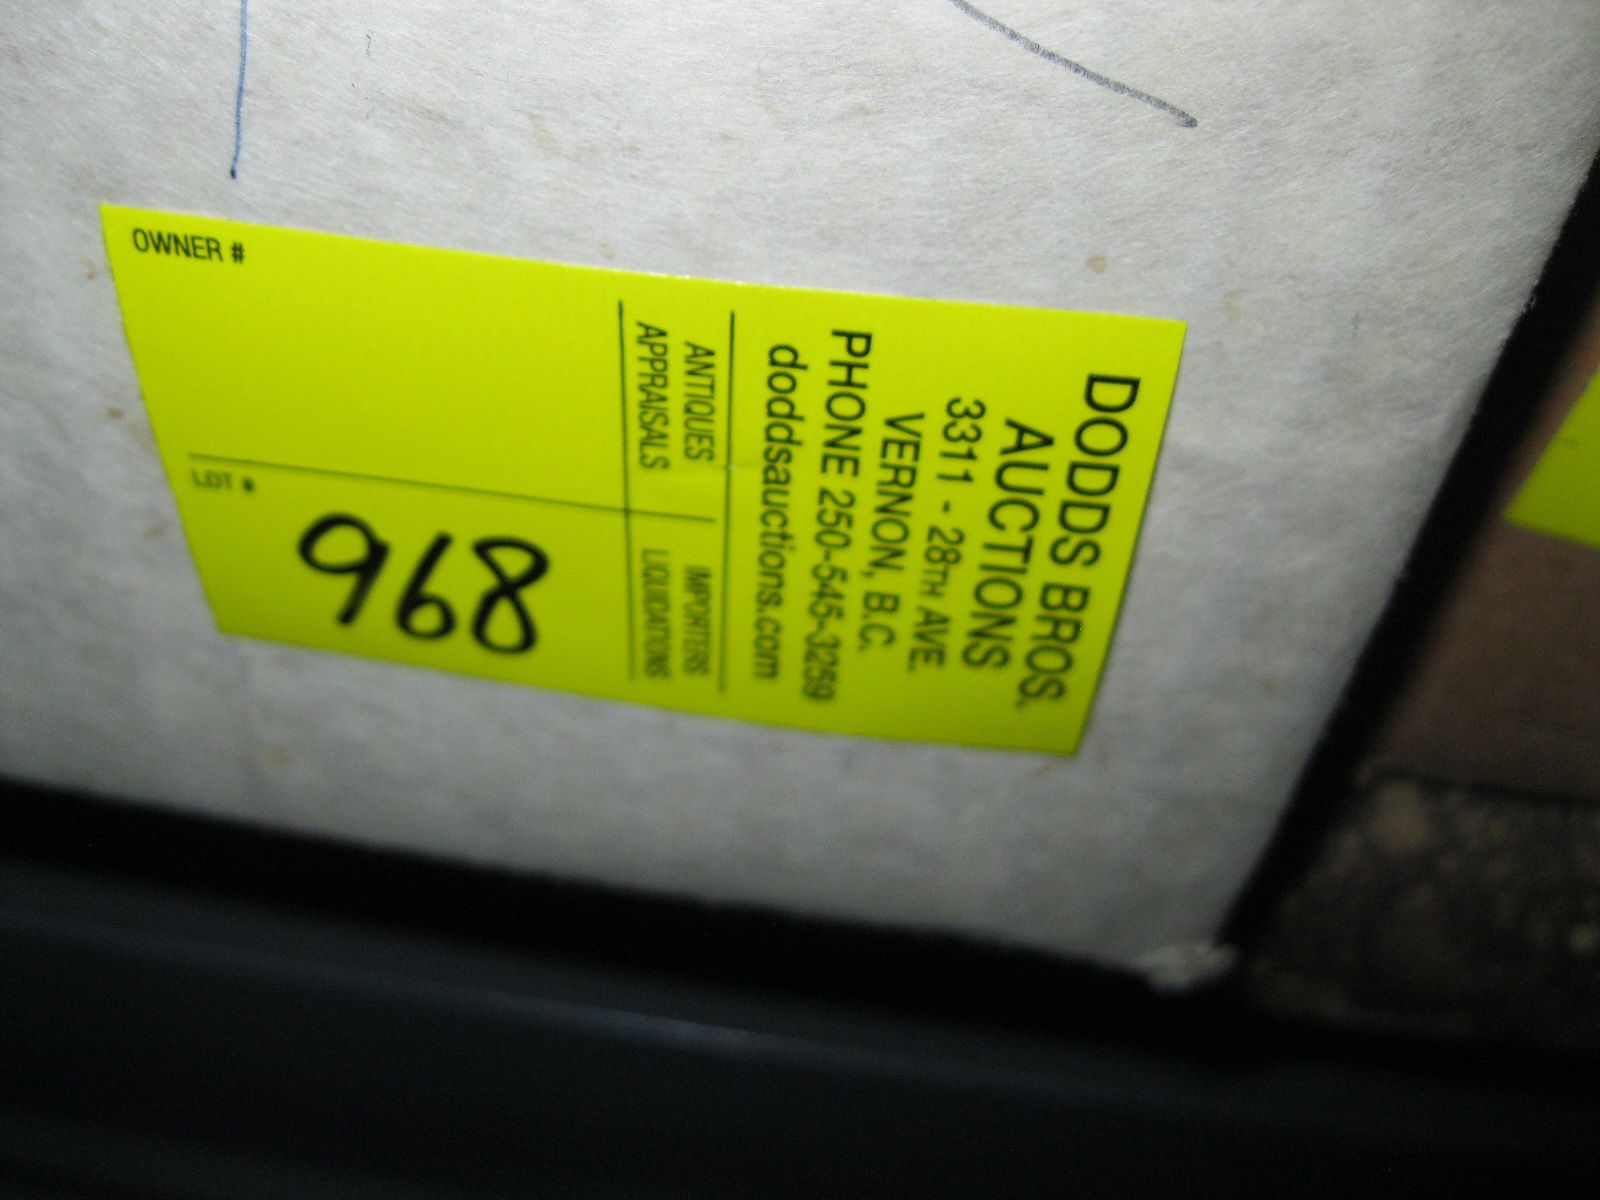 DODDS BROS.
AUCTIONS
3311 - 28TH AVE.
VERNON, B.C.
PHONE 250-545-3259
doddsauctions.com
ANTIQUES IMPORTERS
APPRAISALS LIQUIDATIONS
OWNER #
LOT #
968